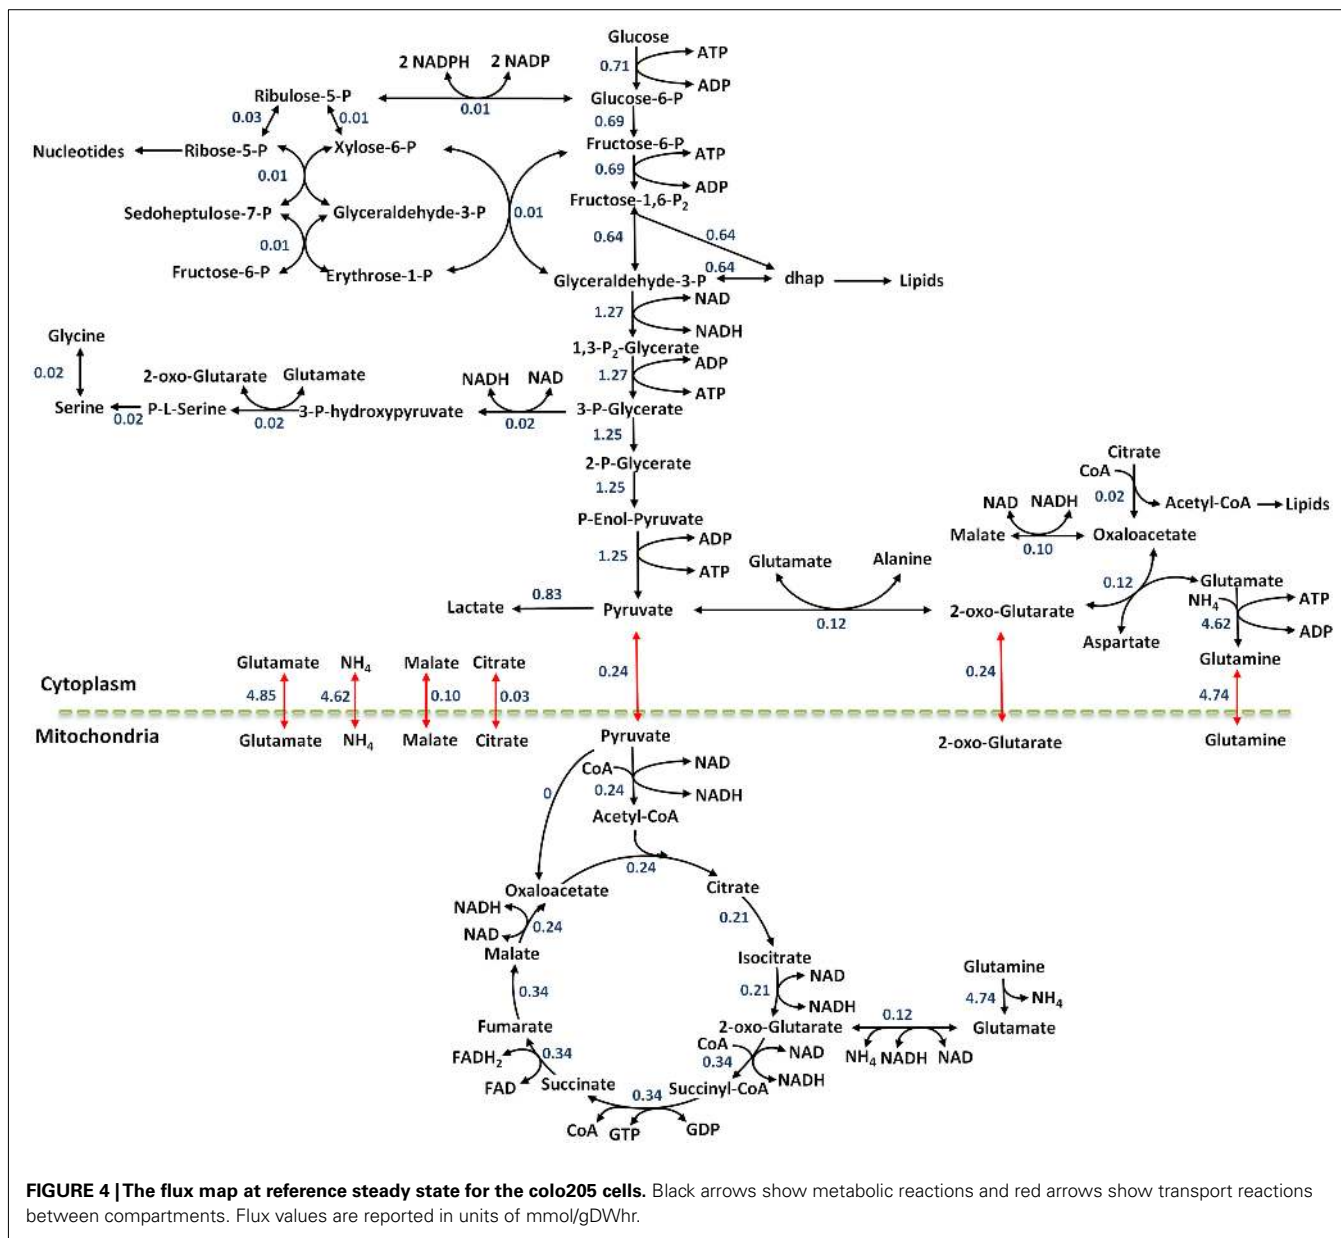 Glucose
ATP
0.71
2 NADPH 2 NADP
ADP
Ribulose-5-P
Glucose-6-P
0.01
0.03 0.01
0.69
Nucleotides Ribose-5-P Xylose-6-P
Fructose-6-P
ATP
0.01
0.69
ADP
Fructose-1,6-P2
Sedoheptulose-7-P Glyceraldehyde-3-P
0.01
0.64 0.64
0.01
Fructose-6-P Erythrose-1-P
0.64
Glyceraldehyde-3-P dhap Lipids
NAD
1.27
NADH
Glycine
1,3-P2-Glycerate
ADP
0.02
2-oxo-Glutarate Glutamate
NADH NAD
1.27
ATP
Serine P-L-Serine 3-P-hydroxypyruvate 3-P-Glycerate
0.02 0.02 0.02
1.25
Citrate
2-P-Glycerate
CoA
1.25
NAD NADH 0.02 Acetyl-CoA Lipids
P-Enol-Pyruvate
Malate Oxaloacetate
ADP
0.10
1.25
Glutamate Alanine
ATP
0.12 Glutamate
0.83
NH4 ATP
Lactate Pyruvate 2-oxo-Glutarate
0.12
4.62 ADP
Aspartate
Glutamine
Glutamate NH4 Malate Citrate
Cytoplasm
4.85 4.62 0.10 0.03 0.24 0.24 4.74
Mitochondria
Glutamate NH4 Malate Citrate Pyruvate 2-oxo-Glutarate Glutamine
CoA NAD
0 0.24
NADH
Acetyl-CoA
0.24
Oxaloacetate Citrate
NADH
0.21
NAD 0.24
Malate
Isocitrate
Glutamine
NAD
0.34
0.21
4.74 NH4
NADH
Fumarate
2-oxo-Glutarate 0.12 Glutamate
CoA NAD
NH4 NADH NAD
FADH2 0.34
0.34
NADH
FAD Succinate Succinyl-CoA
0.34
CoA GTP GDP
FIGURE 4 | The flux map at reference steady state for the colo205 cells. Black arrows show metabolic reactions and red arrows show transport reactions
between compartments. Flux values are reported in units of mmol/gDWhr.